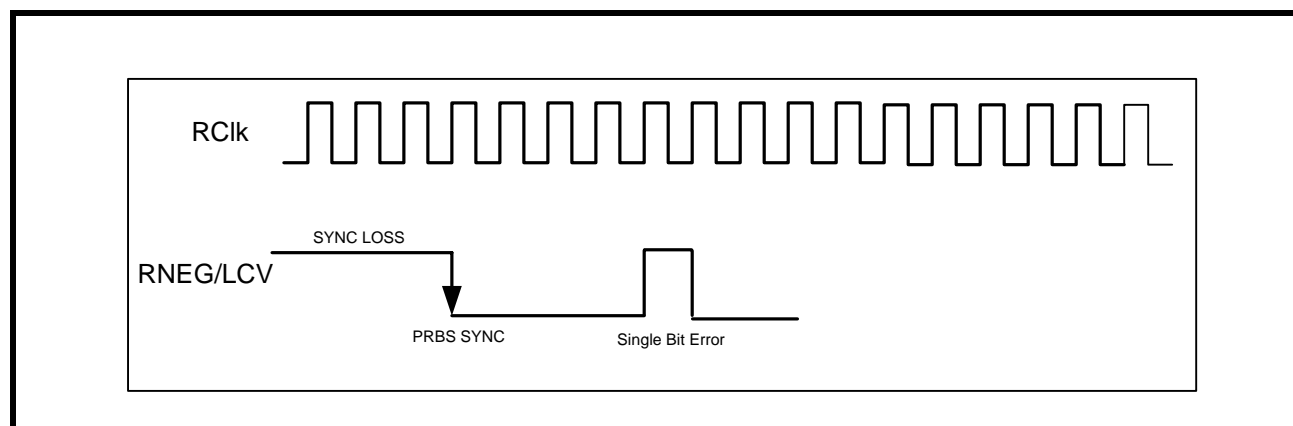 RClk
SYNC LOSS
RNEG/LCV
PRBS SYNC
Single Bit Error